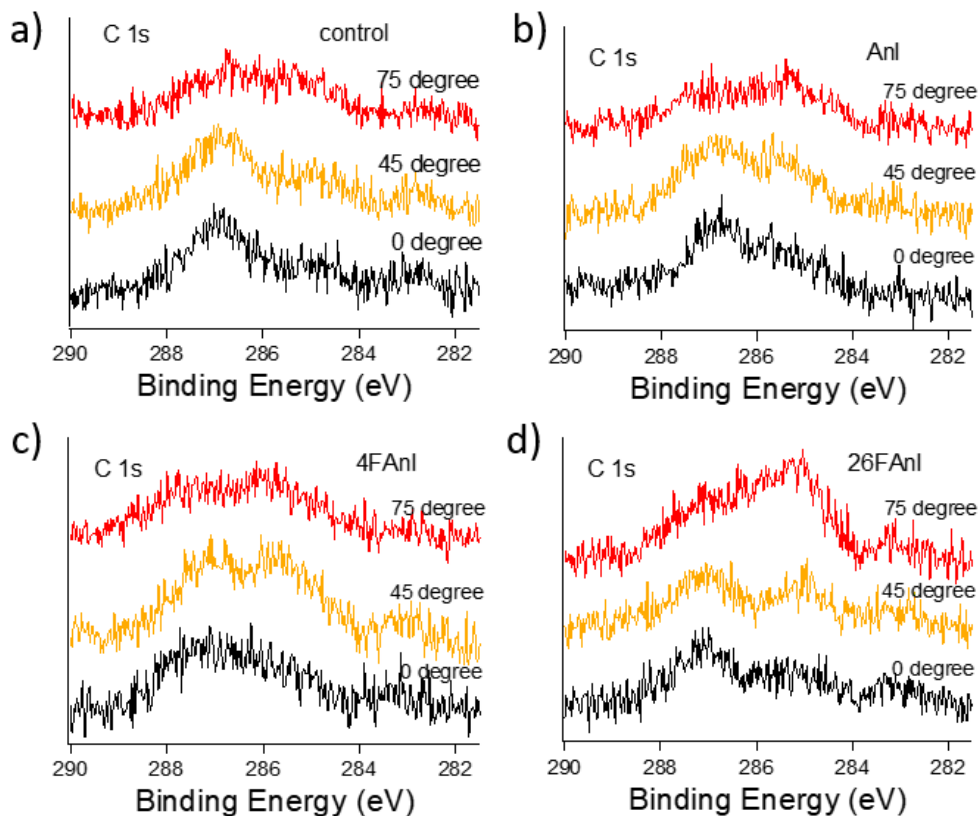 a)
C 1s
control
75 degree
45 degree
0 degree
290 288 286 284 282
Binding Energy (eV)
b)
C 1s
AnI
75 degree
45 degree
0 degree
290 288 286 284 282
Binding Energy (eV)
c)
C 1s
4FAnI
75 degree
45 degree
0 degree
290 288 286 284 282
Binding Energy (eV)
d)
C 1s
26FAnI
75 degree
45 degree
0 degree
290 288 286 284 282
Binding Energy (eV)